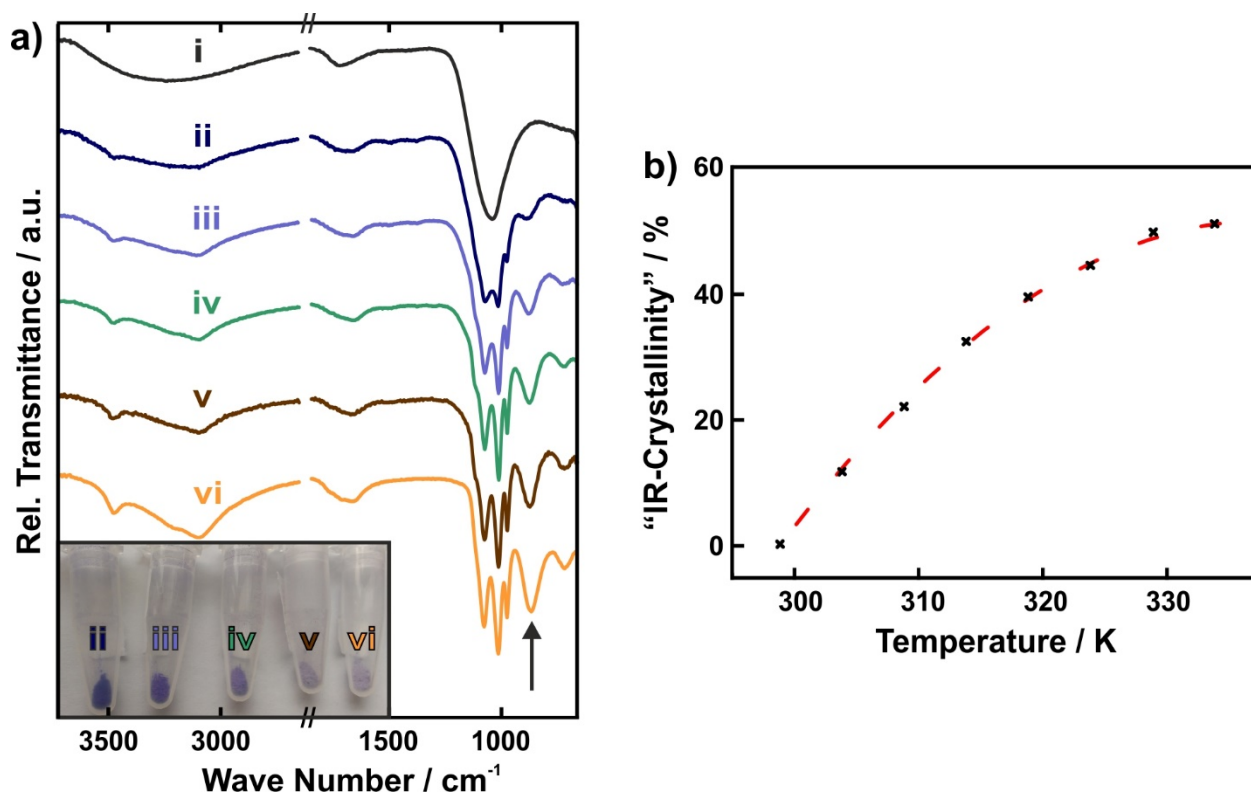 a)
i
ii
iii
iv
v
vi
Rel. Transmittance / a.u.
ii iii iv v vi
3500 3000 1500 1000
Wave Number / cm⁻¹
b)
60
40
20
0
"IR-Crystallinity" / %
300 310 320 330
Temperature / K